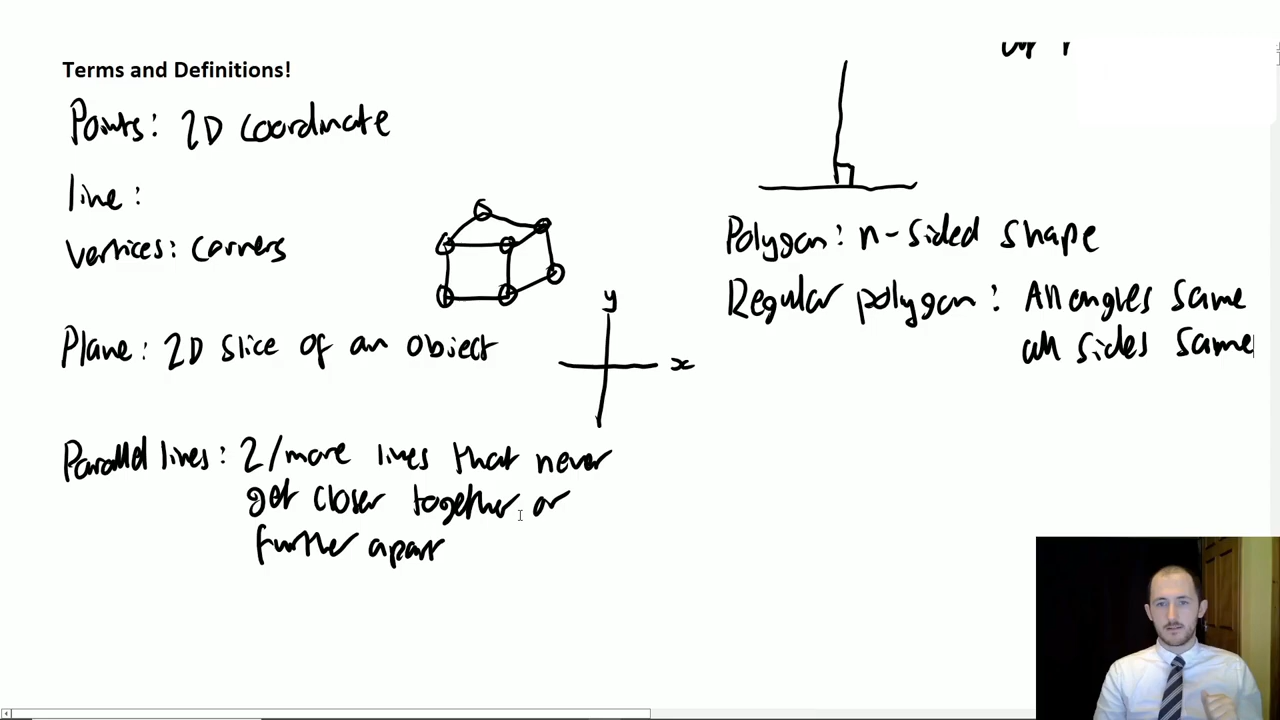 Terms and Definitions!
Points: 2D coordinate
line:
vertices: corners
Plane: 2D slice of an object
y
x
Parallel lines: 2/more lines that never
get closer together or
further apart
Polygon: n-sided shape
Regular polygon: All angles same
all sides same